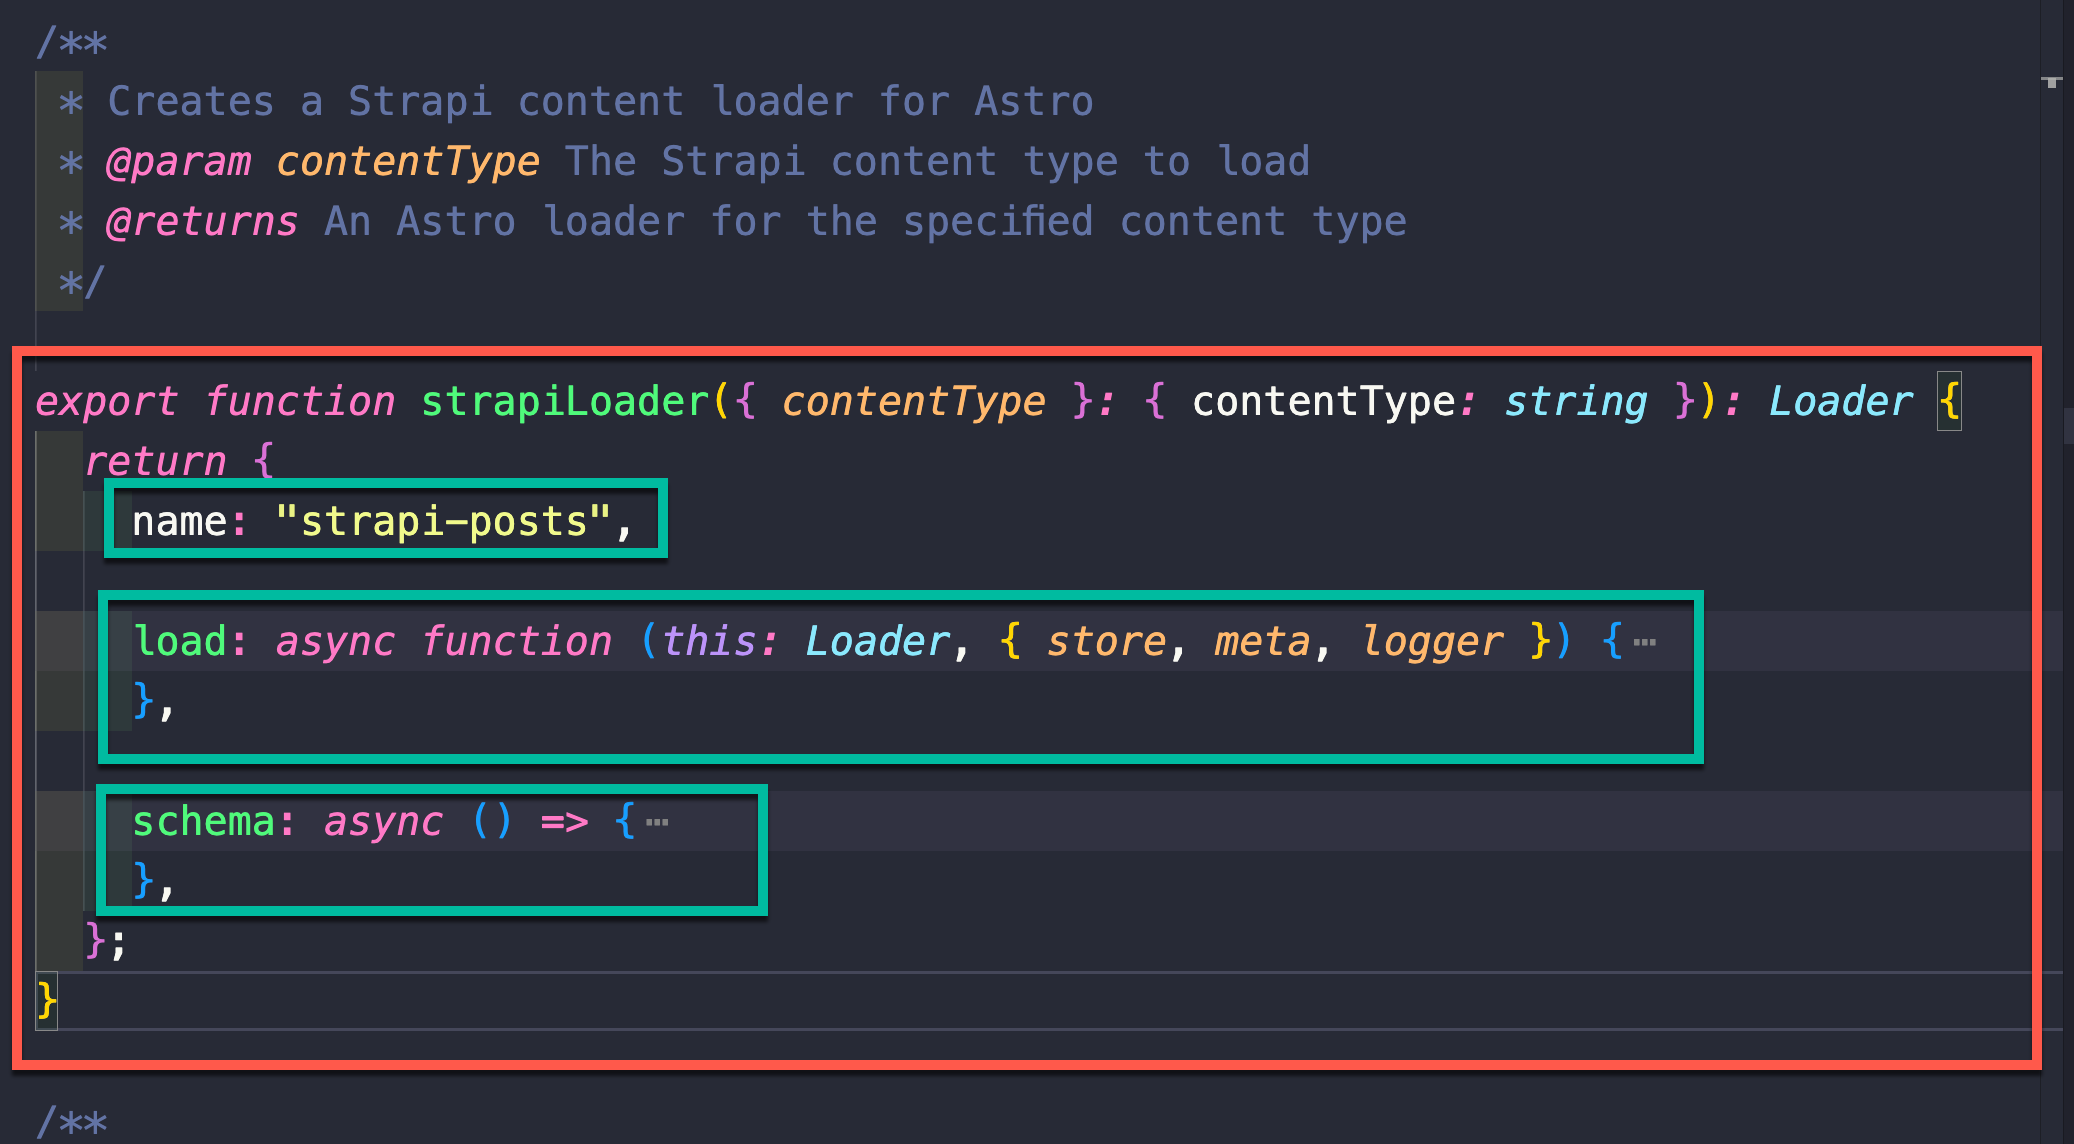 /**
 * Creates a Strapi content loader for Astro
 * @param contentType The Strapi content type to load
 * @returns An Astro loader for the specified content type
 */
export function strapiLoader({ contentType }: { contentType: string }): Loader {
  return {
    name: "strapi-posts",
    load: async function (this: Loader, { store, meta, logger }) {…
    },
    schema: async () => {…
    },
  };
}
/**